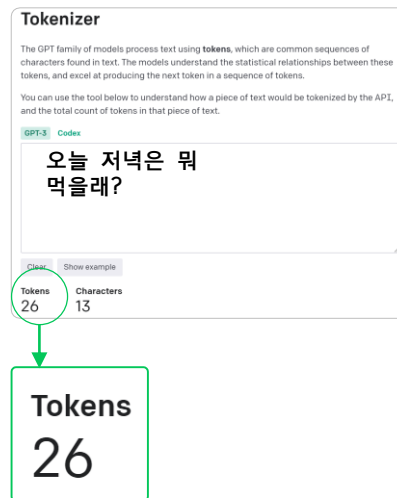 Tokenizer
The GPT family of models process text using tokens, which are common sequences of
characters found in text. The models understand the statistical relationships between these
tokens, and excel at producing the next token in a sequence of tokens.
You can use the tool below to understand how a piece of text would be tokenized by the API,
and the total count of tokens in that piece of text.
GPT-3 Codex
오늘 저녁은 뭐
먹을래?
Clear Show example
Tokens Characters
26 13
Tokens
26